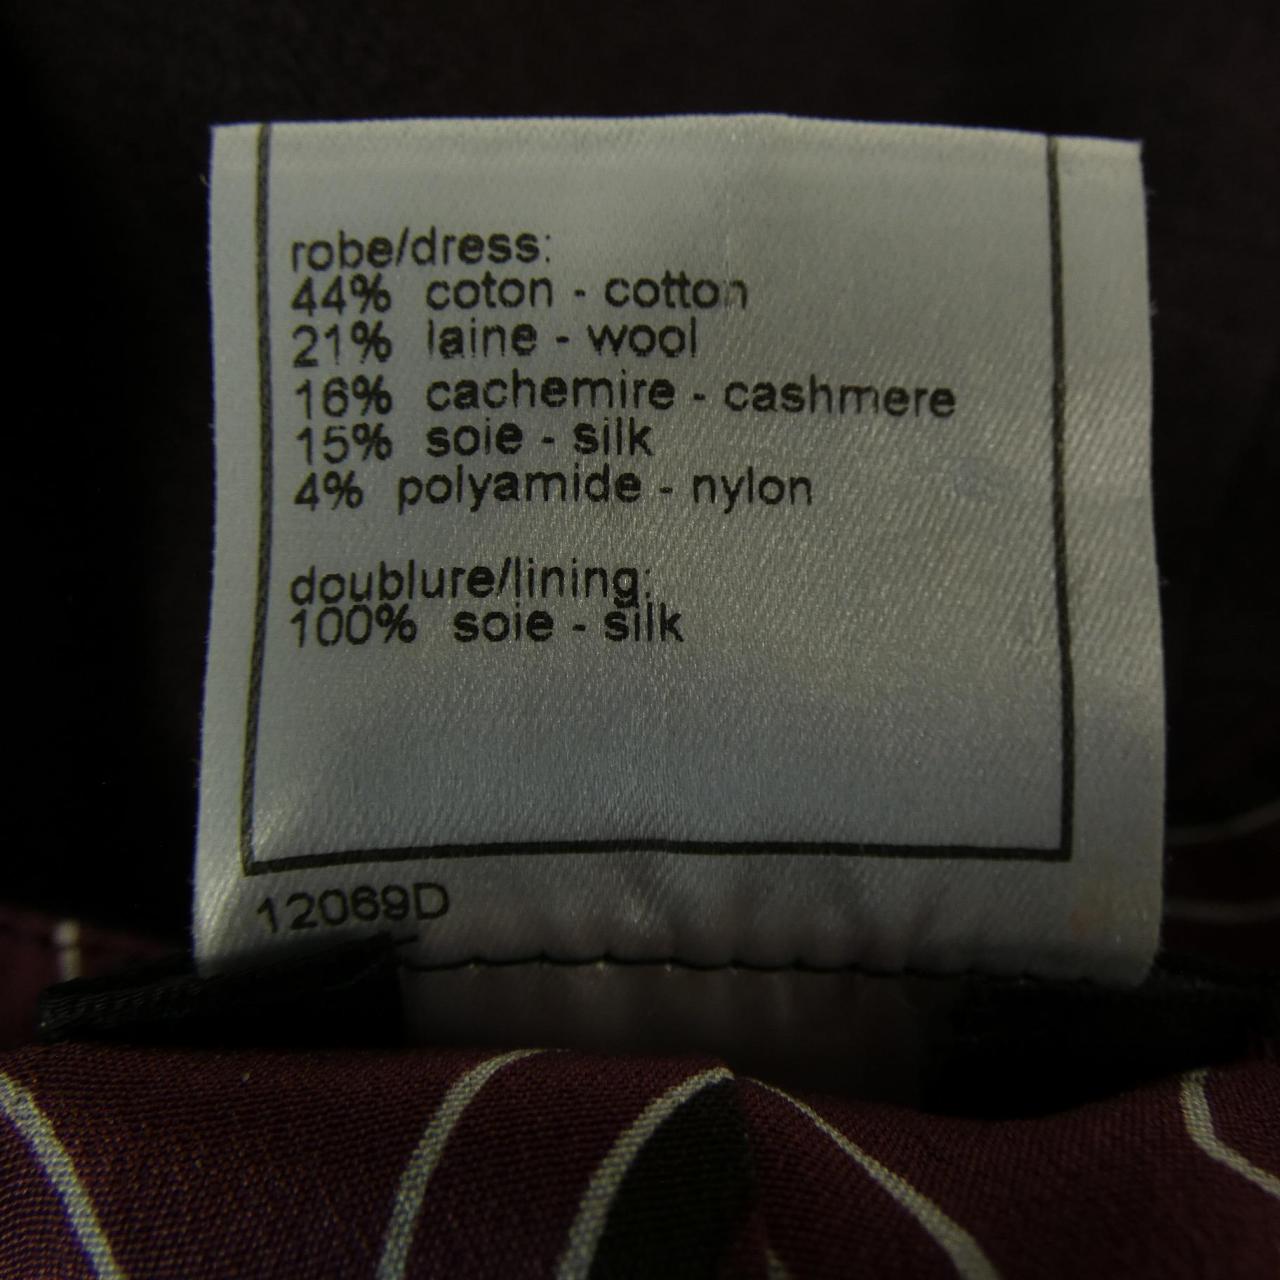 robe/dress:
44% coton - cotton
21% laine - wool
16% cachemire - cashmere
15% soie - silk
4% polyamide - nylon
doublure/lining:
100% soie - silk
12069D